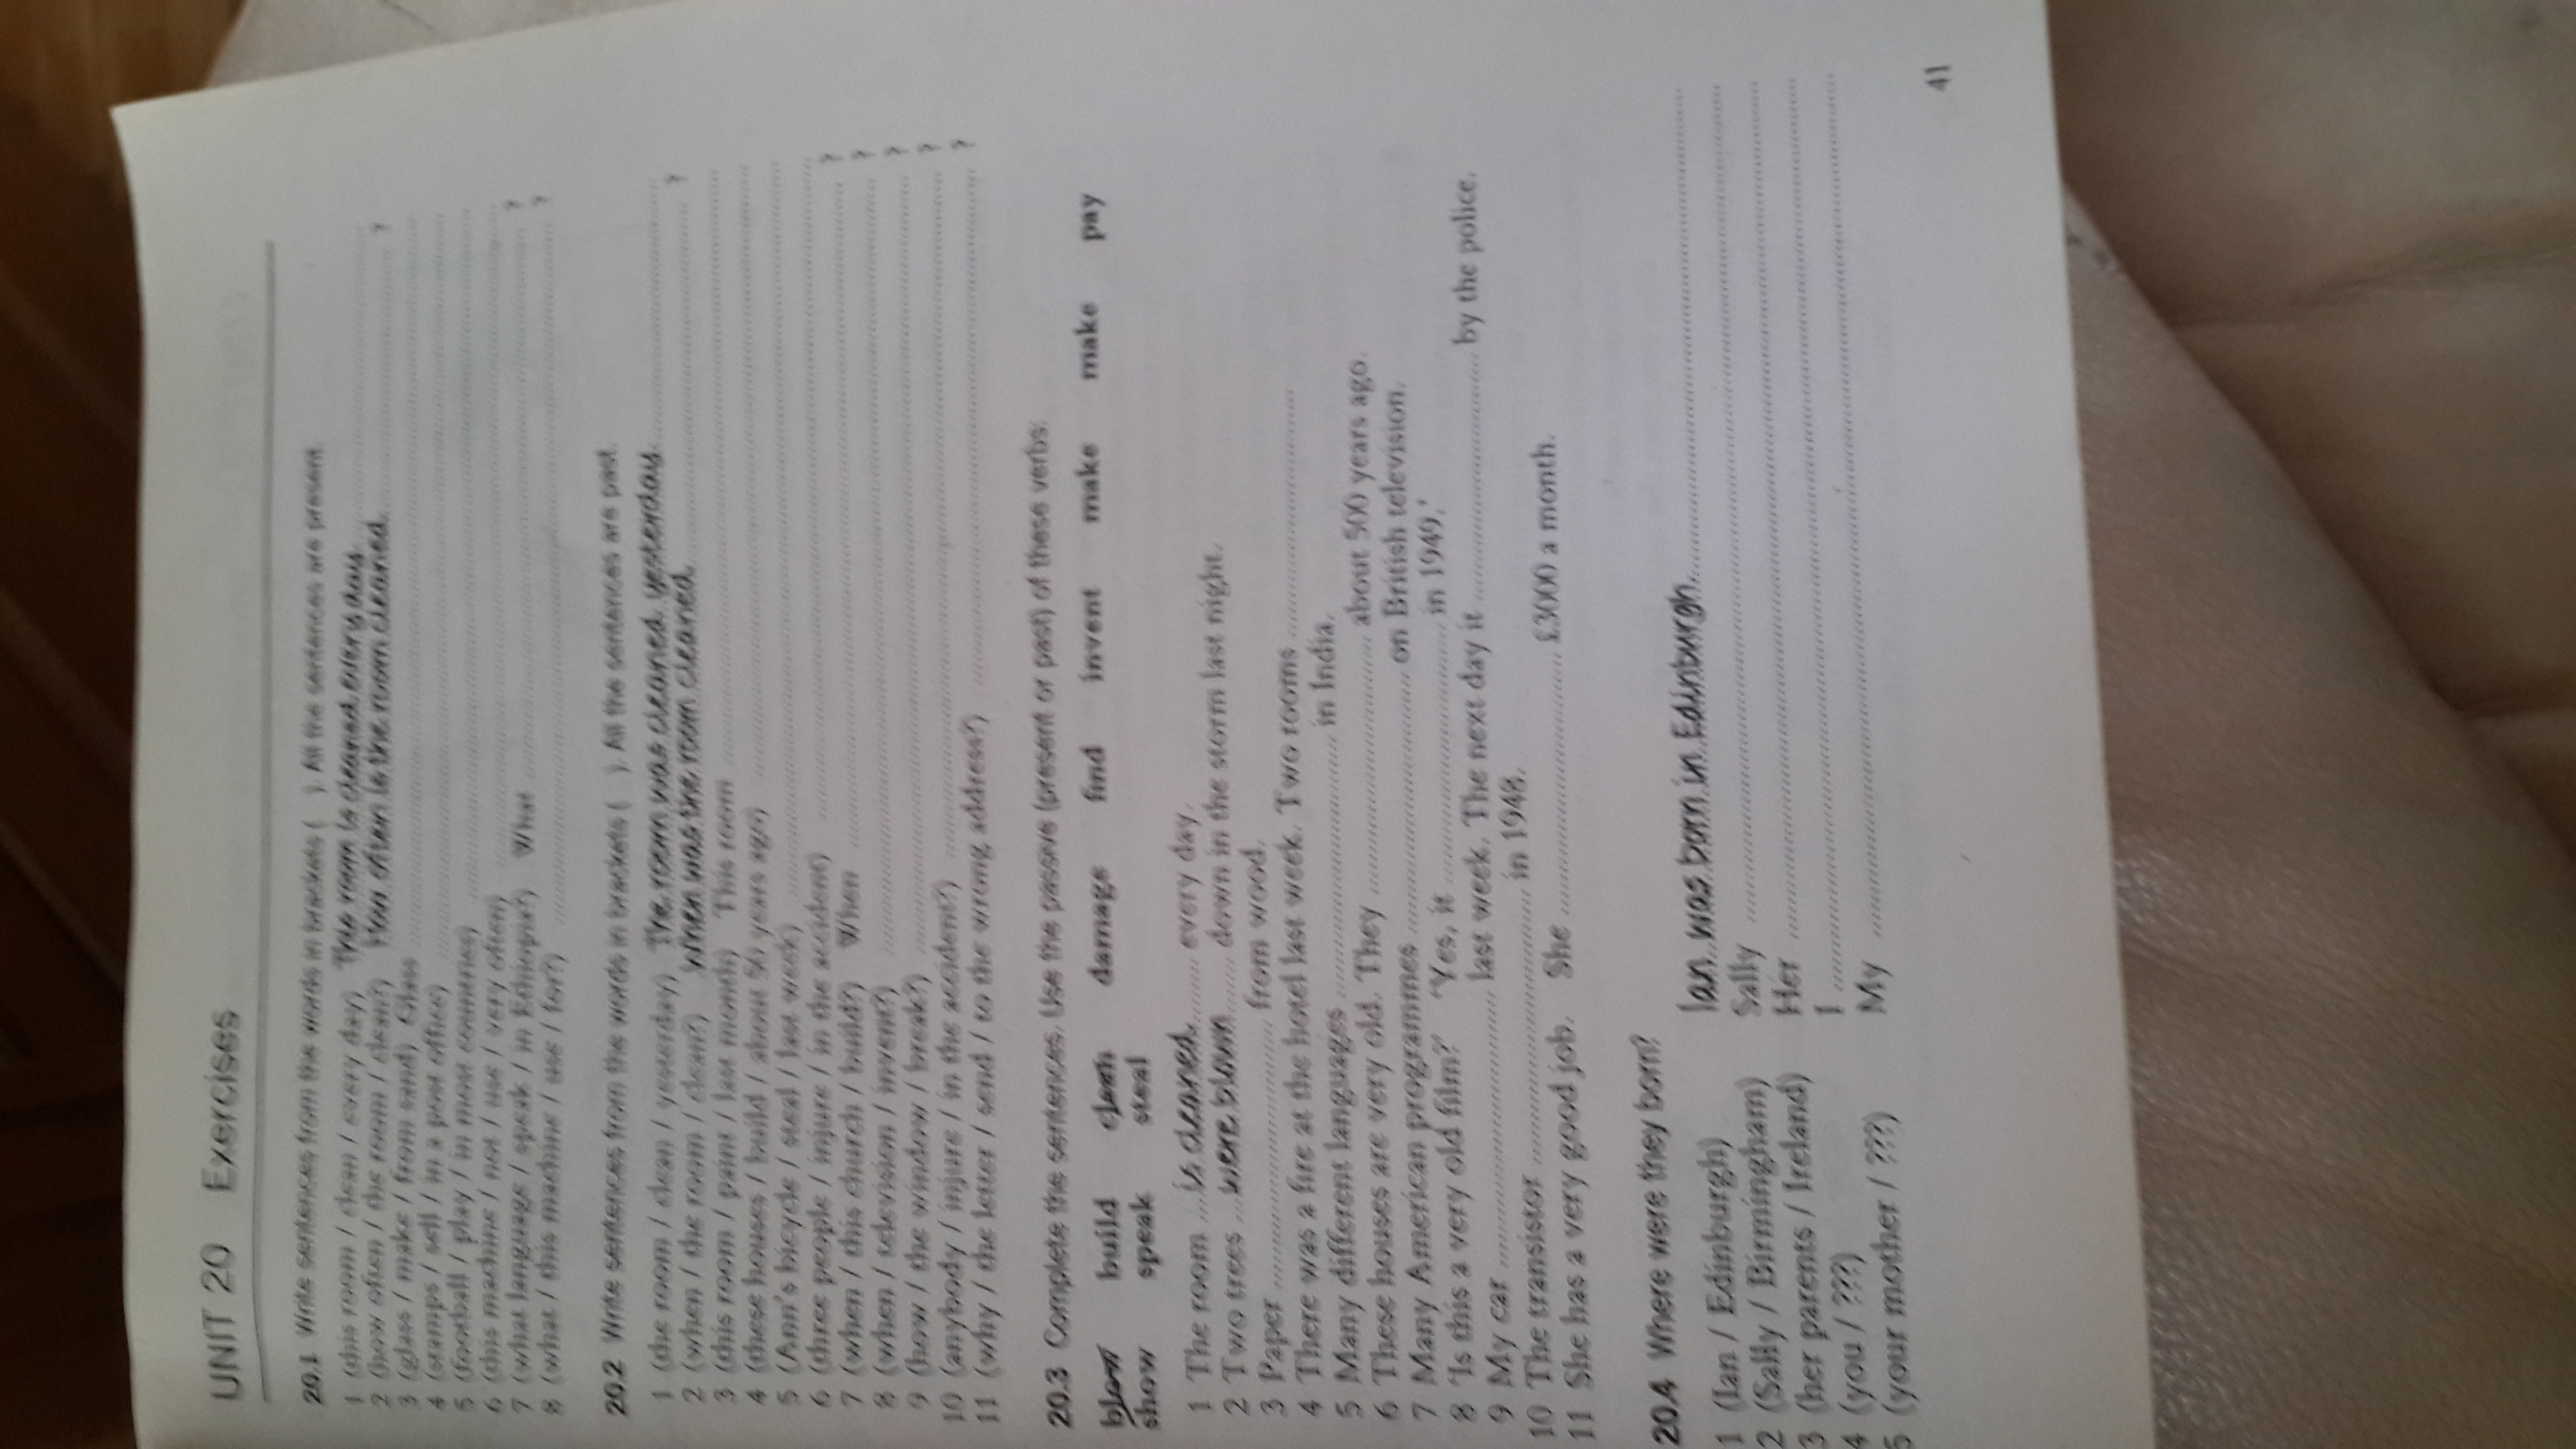 UNIT 20 Exercises
20.1 Write sentences from the words in brackets ( ). All the sentences are present.
1 (this room / clean / every day) This room is cleaned every day.
2 (how often / the room / clean?) How often is the room cleaned ?
3 (glass / make / from sand) Glass
4 (stamps / sell / in a post office)
5 (football / play / in most countries)
6 (this machine / not / use / very often)
7 (what language / speak / in Ethiopia?) What ?
8 (what / this machine / use / for?) ?
20.2 Write sentences from the words in brackets ( ). All the sentences are past.
1 (the room / clean / yesterday) The room was cleaned yesterday.
2 (when / the room / clean?) When was the room cleaned ?
3 (this room / paint / last month) This room
4 (these houses / build / about 50 years ago)
5 (Ann's bicycle / steal / last week)
6 (three people / injure / in the accident)
7 (when / this church / build?) When ?
8 (when / television / invent?) ?
9 (how / the window / break?) ?
10 (anybody / injure / in the accident?) ?
11 (why / the letter / send / to the wrong address?) ?
20.3 Complete the sentences. Use the passive (present or past) of these verbs:
blow build clean damage find invent make make pay
show speak steal
1 The room is cleaned every day.
2 Two trees were blown down in the storm last night.
3 Paper from wood.
4 There was a fire at the hotel last week. Two rooms
5 Many different languages in India.
6 These houses are very old. They about 500 years ago.
7 Many American programmes on British television.
8 'Is this a very old film?' 'Yes, it in 1949.'
9 My car last week. The next day it by the police.
10 The transistor in 1948.
11 She has a very good job. She £3000 a month.
20.4 Where were they born?
1 (Ian / Edinburgh) Ian was born in Edinburgh.
2 (Sally / Birmingham) Sally
3 (her parents / Ireland) Her
4 (you / ???) I
5 (your mother / ???) My
41